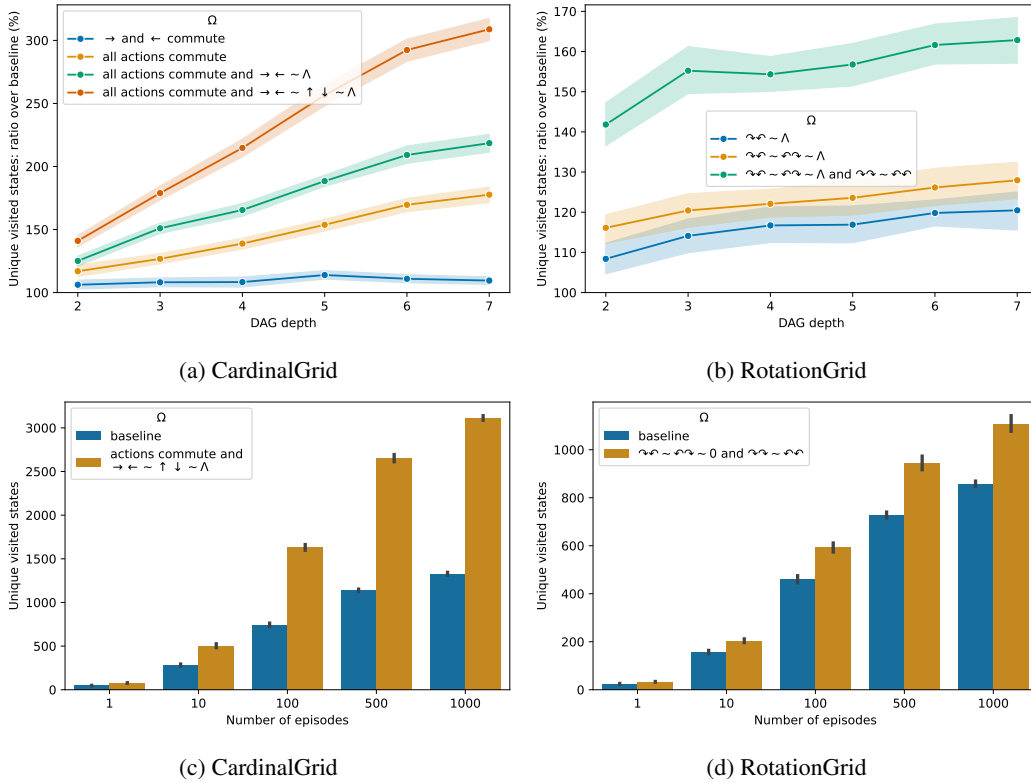 Ω
→ and ← commute
all actions commute
all actions commute and → ← ~ Λ
all actions commute and → ← ~ ↑ ↓ ~ Λ
Unique visited states: ratio over baseline (%)
300
250
200
150
100
2 3 4 5 6 7
DAG depth
(a) CardinalGrid
Ω
↷↶ ~ Λ
↷↶ ~ ↶↷ ~ Λ
↷↶ ~ ↶↷ ~ Λ and ↷↷ ~ ↶↶
Unique visited states: ratio over baseline (%)
170
160
150
140
130
120
110
100
2 3 4 5 6 7
DAG depth
(b) RotationGrid
Ω
baseline
actions commute and
→ ← ~ ↑ ↓ ~ Λ
Unique visited states
3000
2500
2000
1500
1000
500
0
1 10 100 500 1000
Number of episodes
(c) CardinalGrid
Ω
baseline
↷↶ ~ ↶↷ ~ 0 and ↷↷ ~ ↶↶
Unique visited states
1000
800
600
400
200
0
1 10 100 500 1000
Number of episodes
(d) RotationGrid